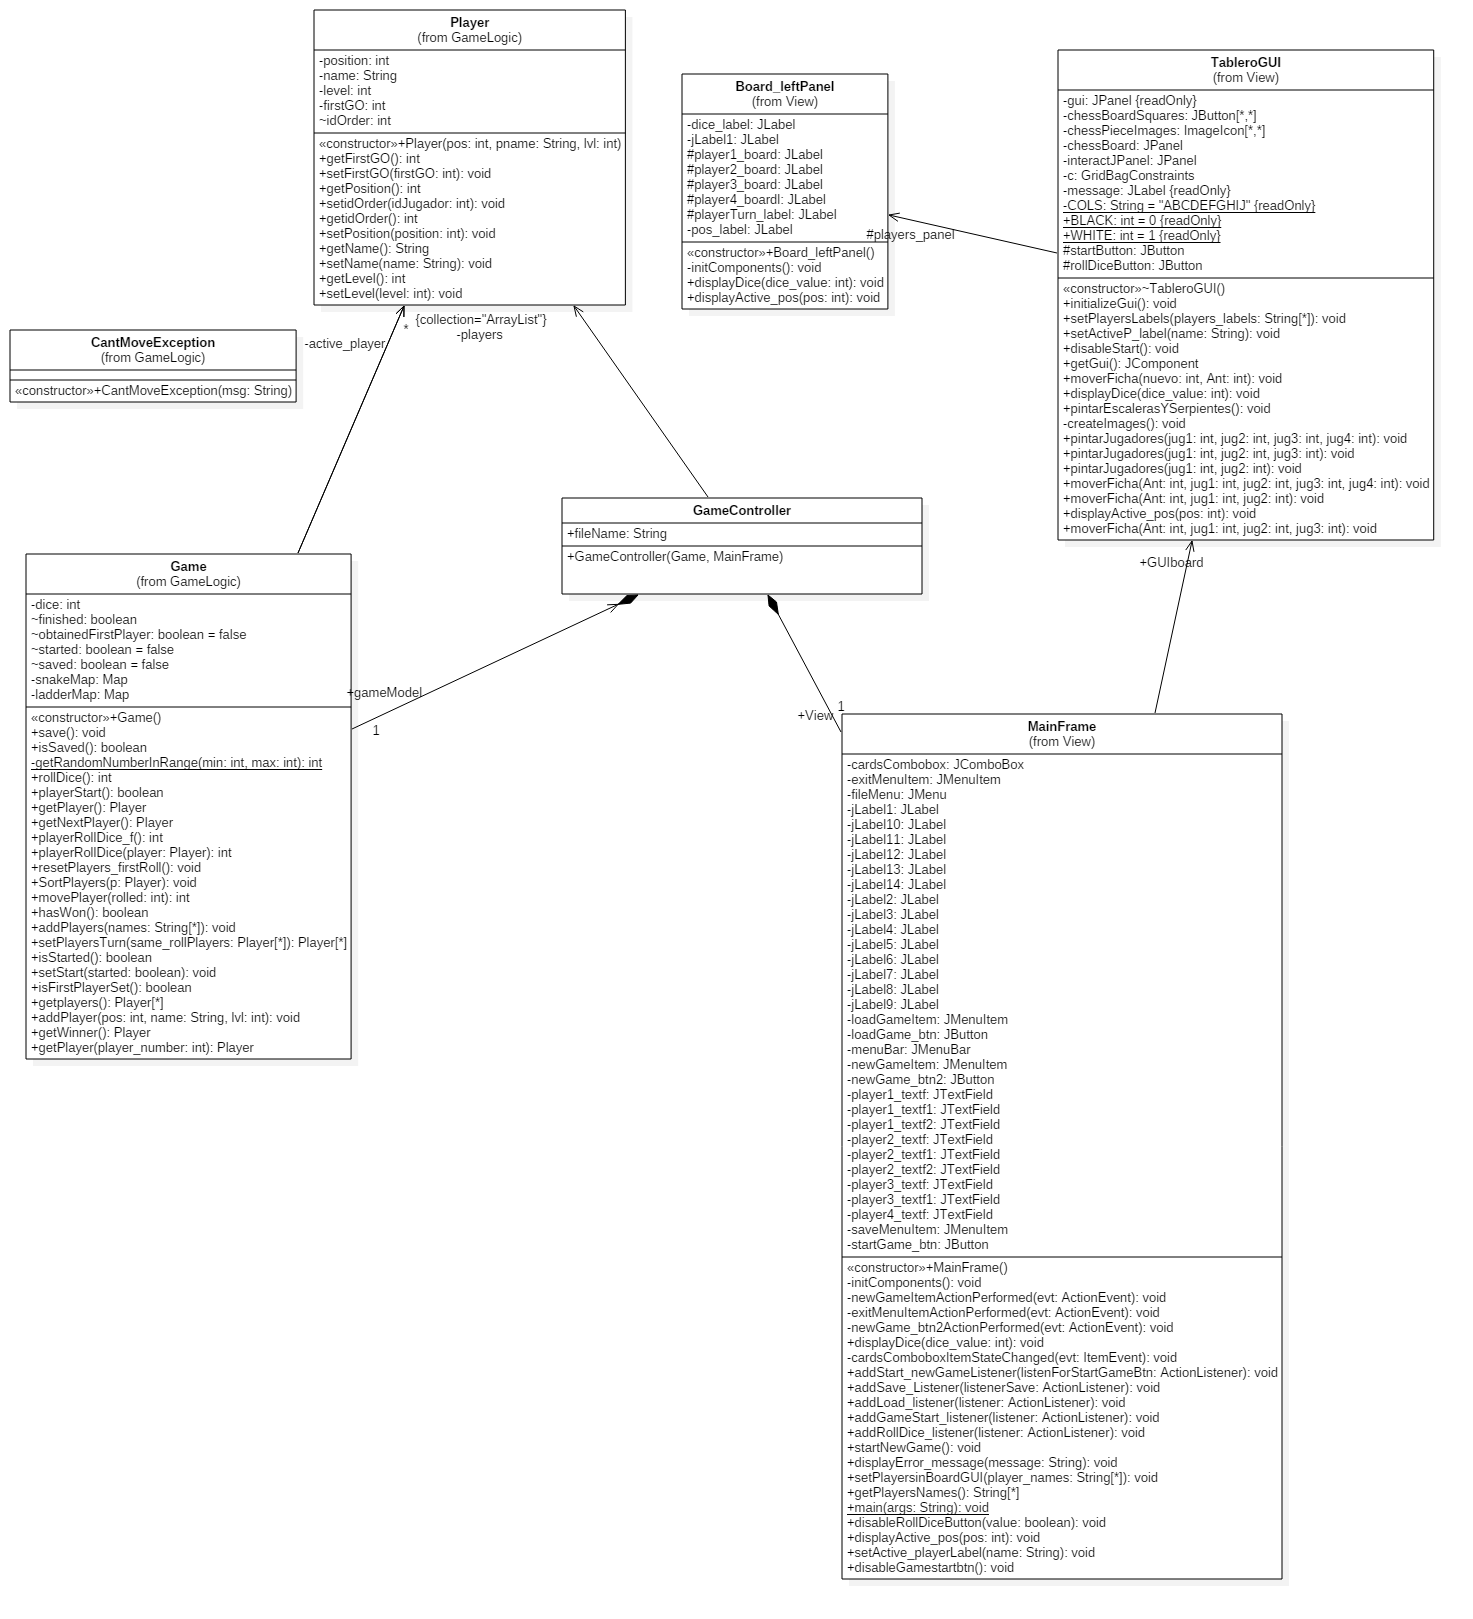 Player
(from GameLogic)
-position: int
-name: String
-level: int
-firstGO: int
~idOrder: int
«constructor»+Player(pos: int, pname: String, lvl: int)
+getFirstGO(): int
+setFirstGO(firstGO: int): void
+getPosition(): int
+setidOrder(idJugador: int): void
+getidOrder(): int
+setPosition(position: int): void
+getName(): String
+setName(name: String): void
+getLevel(): int
+setLevel(level: int): void
Board_leftPanel
(from View)
-dice_label: JLabel
-jLabel1: JLabel
#player1_board: JLabel
#player2_board: JLabel
#player3_board: JLabel
#player4_boardl: JLabel
#playerTurn_label: JLabel
-pos_label: JLabel
«constructor»+Board_leftPanel()
-initComponents(): void
+displayDice(dice_value: int): void
+displayActive_pos(pos: int): void
#players_panel
TableroGUI
(from View)
-gui: JPanel {readOnly}
-chessBoardSquares: JButton[*,*]
-chessPieceImages: ImageIcon[*,*]
-chessBoard: JPanel
-interactJPanel: JPanel
-c: GridBagConstraints
-message: JLabel {readOnly}
-COLS: String = "ABCDEFGHIJ" {readOnly}
+BLACK: int = 0 {readOnly}
+WHITE: int = 1 {readOnly}
#startButton: JButton
#rollDiceButton: JButton
«constructor»~TableroGUI()
+initializeGui(): void
+setPlayersLabels(players_labels: String[*]): void
+setActiveP_label(name: String): void
+disableStart(): void
+getGui(): JComponent
+moverFicha(nuevo: int, Ant: int): void
+displayDice(dice_value: int): void
+pintarEscalerasYSerpientes(): void
-createImages(): void
+pintarJugadores(jug1: int, jug2: int, jug3: int, jug4: int): void
+pintarJugadores(jug1: int, jug2: int, jug3: int): void
+pintarJugadores(jug1: int, jug2: int): void
+moverFicha(Ant: int, jug1: int, jug2: int, jug3: int, jug4: int): void
+moverFicha(Ant: int, jug1: int, jug2: int): void
+displayActive_pos(pos: int): void
+moverFicha(Ant: int, jug1: int, jug2: int, jug3: int): void
CantMoveException
(from GameLogic)
«constructor»+CantMoveException(msg: String)
-active_player
*
{collection="ArrayList"}
-players
GameController
+fileName: String
+GameController(Game, MainFrame)
+GUIboard
Game
(from GameLogic)
-dice: int
~finished: boolean
~obtainedFirstPlayer: boolean = false
~started: boolean = false
~saved: boolean = false
-snakeMap: Map
-ladderMap: Map
«constructor»+Game()
+save(): void
+isSaved(): boolean
-getRandomNumberInRange(min: int, max: int): int
+rollDice(): int
+playerStart(): boolean
+getPlayer(): Player
+getNextPlayer(): Player
+playerRollDice_f(): int
+playerRollDice(player: Player): int
+resetPlayers_firstRoll(): void
+SortPlayers(p: Player): void
+movePlayer(rolled: int): int
+hasWon(): boolean
+addPlayers(names: String[*]): void
+setPlayersTurn(same_rollPlayers: Player[*]): Player[*]
+isStarted(): boolean
+setStart(started: boolean): void
+isFirstPlayerSet(): boolean
+getplayers(): Player[*]
+addPlayer(pos: int, name: String, lvl: int): void
+getWinner(): Player
+getPlayer(player_number: int): Player
+gameModel
1
+View
1
MainFrame
(from View)
-cardsCombobox: JComboBox
-exitMenuItem: JMenuItem
-fileMenu: JMenu
-jLabel1: JLabel
-jLabel10: JLabel
-jLabel11: JLabel
-jLabel12: JLabel
-jLabel13: JLabel
-jLabel14: JLabel
-jLabel2: JLabel
-jLabel3: JLabel
-jLabel4: JLabel
-jLabel5: JLabel
-jLabel6: JLabel
-jLabel7: JLabel
-jLabel8: JLabel
-jLabel9: JLabel
-loadGameItem: JMenuItem
-loadGame_btn: JButton
-menuBar: JMenuBar
-newGameItem: JMenuItem
-newGame_btn2: JButton
-player1_textf: JTextField
-player1_textf1: JTextField
-player1_textf2: JTextField
-player2_textf: JTextField
-player2_textf1: JTextField
-player2_textf2: JTextField
-player3_textf: JTextField
-player3_textf1: JTextField
-player4_textf: JTextField
-saveMenuItem: JMenuItem
-startGame_btn: JButton
«constructor»+MainFrame()
-initComponents(): void
-newGameItemActionPerformed(evt: ActionEvent): void
-exitMenuItemActionPerformed(evt: ActionEvent): void
-newGame_btn2ActionPerformed(evt: ActionEvent): void
+displayDice(dice_value: int): void
-cardsComboboxItemStateChanged(evt: ItemEvent): void
+addStart_newGameListener(listenForStartGameBtn: ActionListener): void
+addSave_Listener(listenerSave: ActionListener): void
+addLoad_listener(listener: ActionListener): void
+addGameStart_listener(listener: ActionListener): void
+addRollDice_listener(listener: ActionListener): void
+startNewGame(): void
+displayError_message(message: String): void
+setPlayersinBoardGUI(player_names: String[*]): void
+getPlayersNames(): String[*]
+main(args: String): void
+disableRollDiceButton(value: boolean): void
+displayActive_pos(pos: int): void
+setActive_playerLabel(name: String): void
+disableGamestartbtn(): void